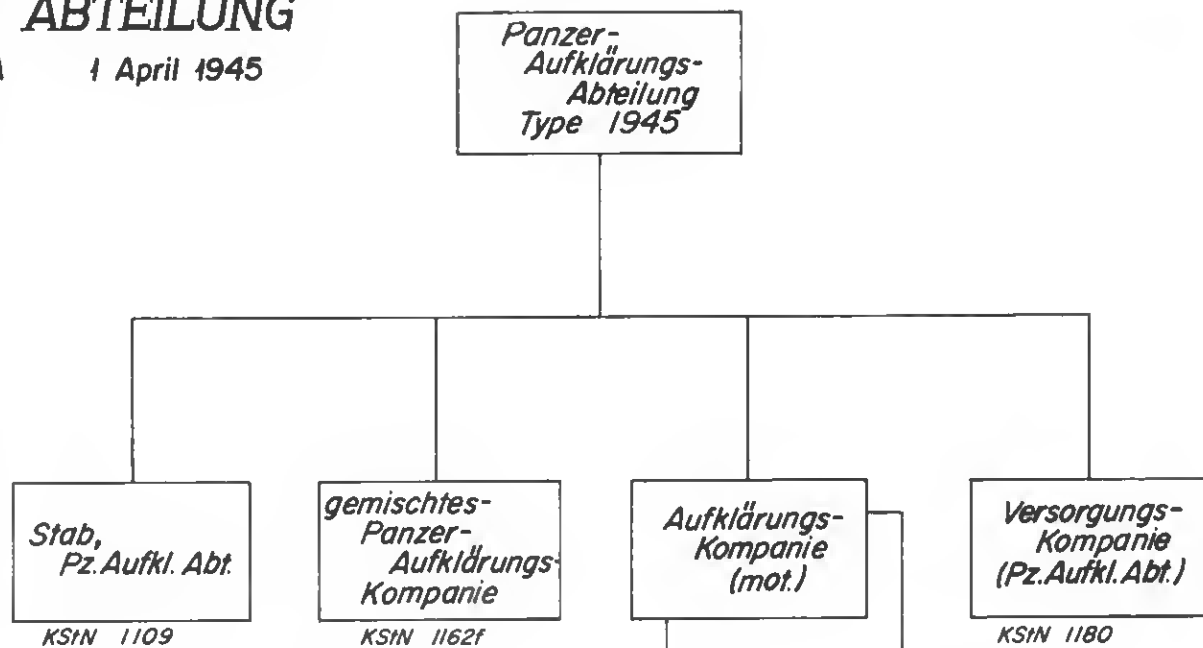 ABTEILUNG
1 April 1945
Panzer-
Aufklärungs-
Abteilung
Type 1945
Stab,
Pz.Aufkl. Abt.
KStN 1109
gemischtes-
Panzer-
Aufklärungs-
Kompanie
KStN 1162f
Aufklärungs-
Kompanie
(mot.)
Versorgungs-
Kompanie
(Pz.Aufkl.Abt.)
KStN 1180